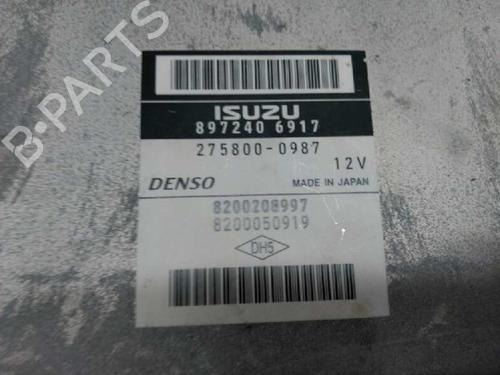 ISUZU
897240 6917
275800-0987
12V
DENSO
MADE IN JAPAN
8200208997
8200050919
DH5
B-PARTS